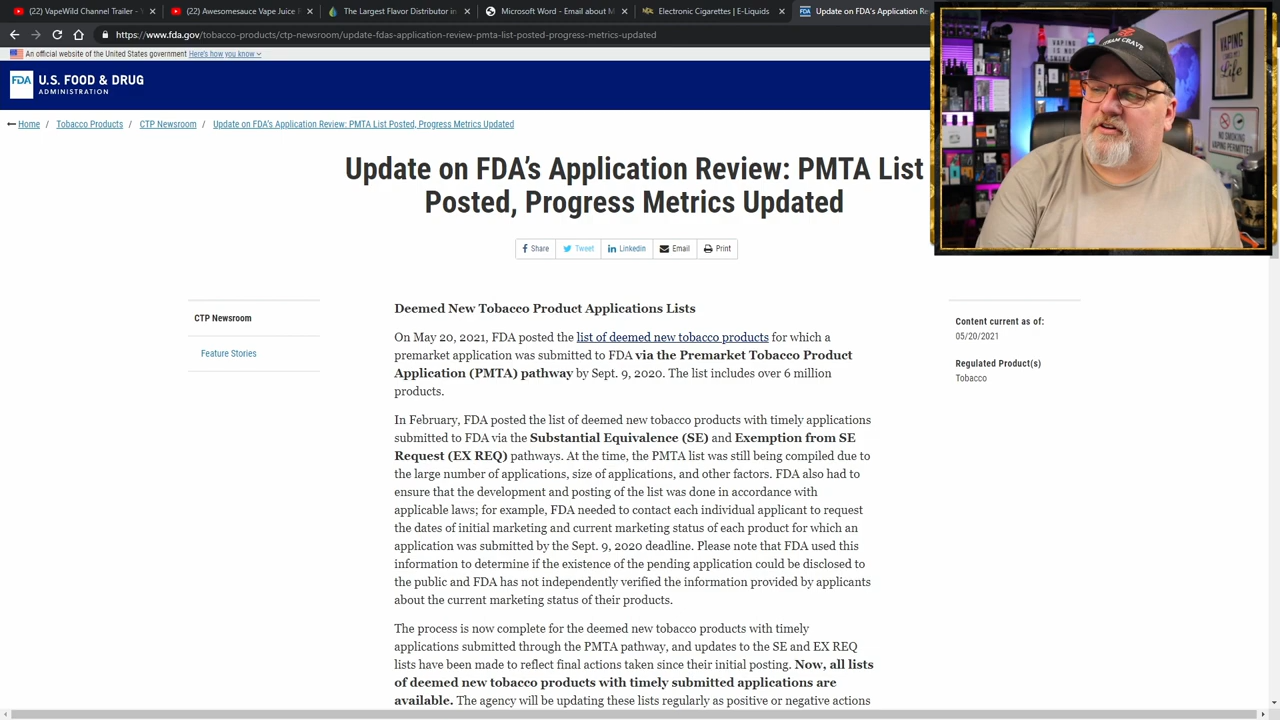 (22) VapeWild Channel Trailer -
(22) Awesomesauce Vape Juice
The Largest Flavor Distributor in
Microsoft Word - Email about M
Electronic Cigarettes | E-Liquids
Update on FDA's Application Re
https://www.fda.gov/tobacco-products/ctp-newsroom/update-fdas-application-review-pmta-list-posted-progress-metrics-updated
An official website of the United States government Here's how you know
FDA U.S. FOOD & DRUG
ADMINISTRATION
Home / Tobacco Products / CTP Newsroom / Update on FDA's Application Review: PMTA List Posted, Progress Metrics Updated
Update on FDA's Application Review: PMTA List
Posted, Progress Metrics Updated
Share Tweet Linkedin Email Print
CTP Newsroom
Feature Stories
Deemed New Tobacco Product Applications Lists
On May 20, 2021, FDA posted the list of deemed new tobacco products for which a
premarket application was submitted to FDA via the Premarket Tobacco Product
Application (PMTA) pathway by Sept. 9, 2020. The list includes over 6 million
products.
In February, FDA posted the list of deemed new tobacco products with timely applications
submitted to FDA via the Substantial Equivalence (SE) and Exemption from SE
Request (EX REQ) pathways. At the time, the PMTA list was still being compiled due to
the large number of applications, size of applications, and other factors. FDA also had to
ensure that the development and posting of the list was done in accordance with
applicable laws; for example, FDA needed to contact each individual applicant to request
the dates of initial marketing and current marketing status of each product for which an
application was submitted by the Sept. 9, 2020 deadline. Please note that FDA used this
information to determine if the existence of the pending application could be disclosed to
the public and FDA has not independently verified the information provided by applicants
about the current marketing status of their products.
The process is now complete for the deemed new tobacco products with timely
applications submitted through the PMTA pathway, and updates to the SE and EX REQ
lists have been made to reflect final actions taken since their initial posting. Now, all lists
of deemed new tobacco products with timely submitted applications are
available. The agency will be updating these lists regularly as positive or negative actions
Content current as of:
05/20/2021
Regulated Product(s)
Tobacco
VAPING
IS NOT
TEAM CRAVE
VAPING
Life
NO SMOKING
VAPING PERMITTED